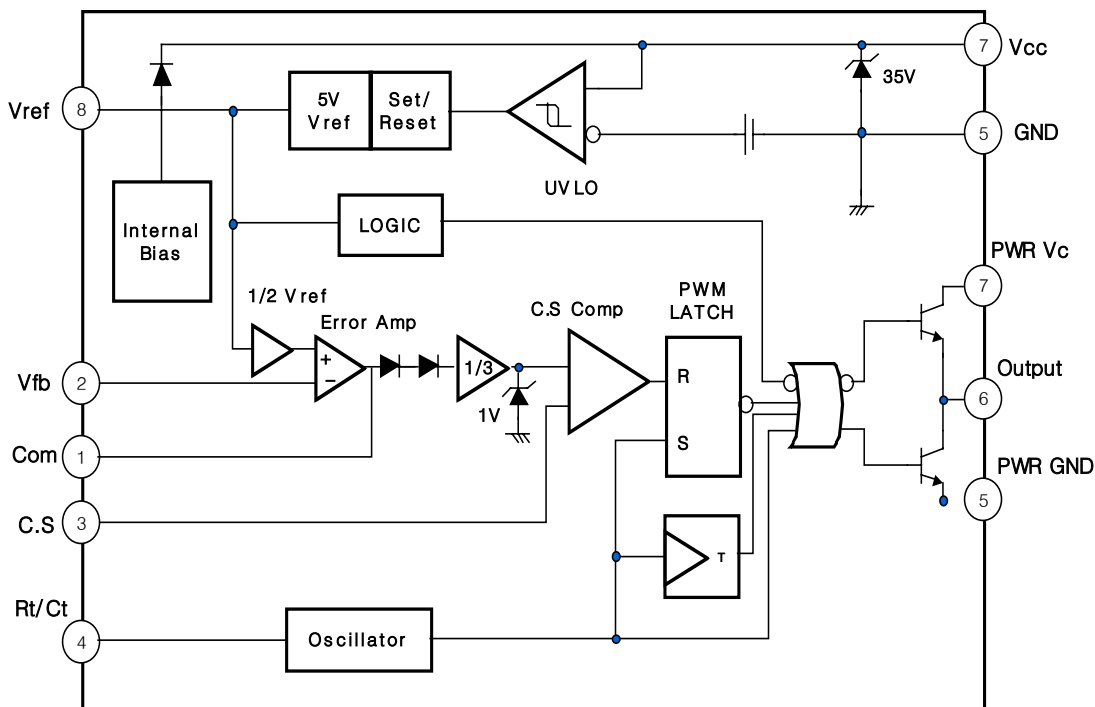 7 Vcc
35V
Vref 8
5V
Vref
Set/
Reset
5 GND
UVLO
Internal
Bias
LOGIC
PWR Vc
7
1/2 Vref
Error Amp
C.S Comp
PWM
LATCH
+
−
1/3
1V
R
S
Vfb 2
Output
6
Com 1
PWR GND
5
C.S 3
T
Rt/Ct
4
Oscillator